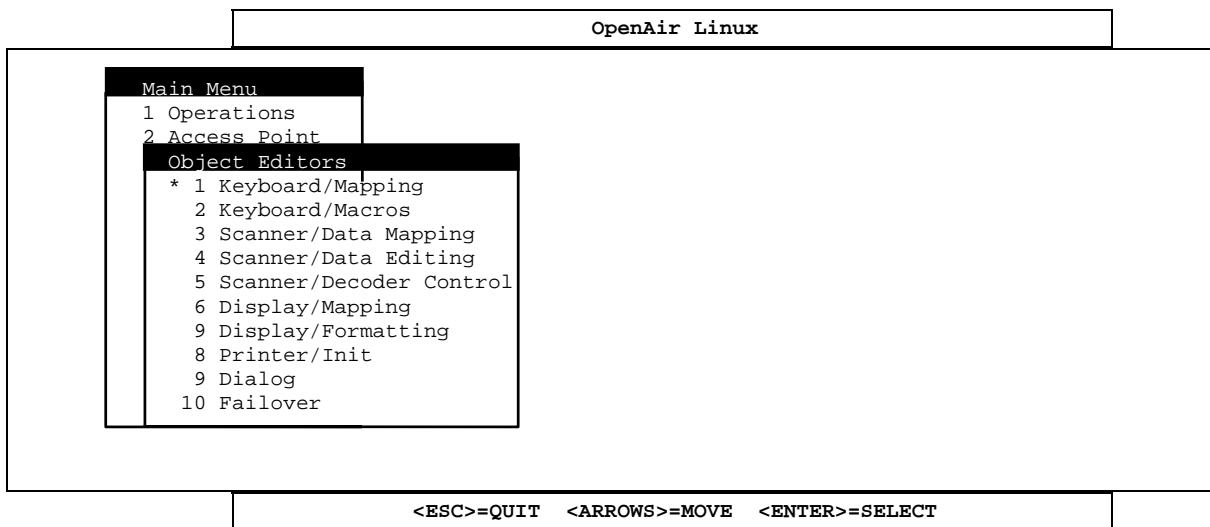 OpenAir Linux
Main Menu
1 Operations
2 Access Point
Object Editors
* 1 Keyboard/Mapping
2 Keyboard/Macros
3 Scanner/Data Mapping
4 Scanner/Data Editing
5 Scanner/Decoder Control
6 Display/Mapping
9 Display/Formatting
8 Printer/Init
9 Dialog
10 Failover
<ESC>=QUIT <ARROWS>=MOVE <ENTER>=SELECT